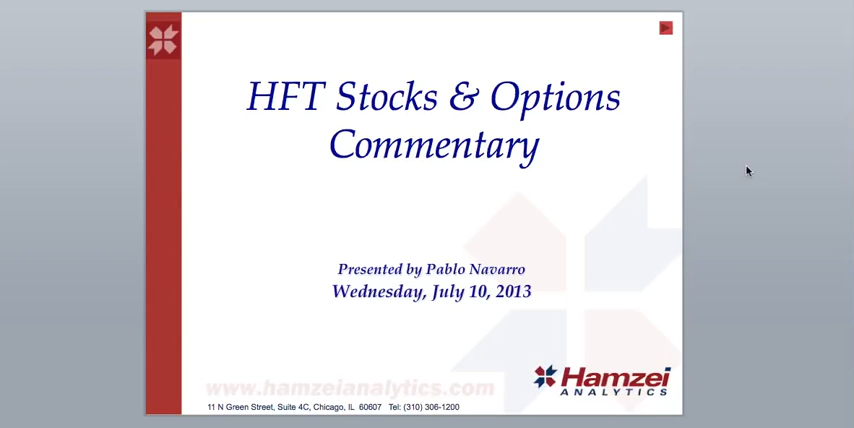 HFT Stocks & Options
Commentary
Presented by Pablo Navarro
Wednesday, July 10, 2013
www.hamzeianalytics.com
Hamzei
ANALYTICS
11 N Green Street, Suite 4C, Chicago, IL 60607 Tel: (310) 306-1200